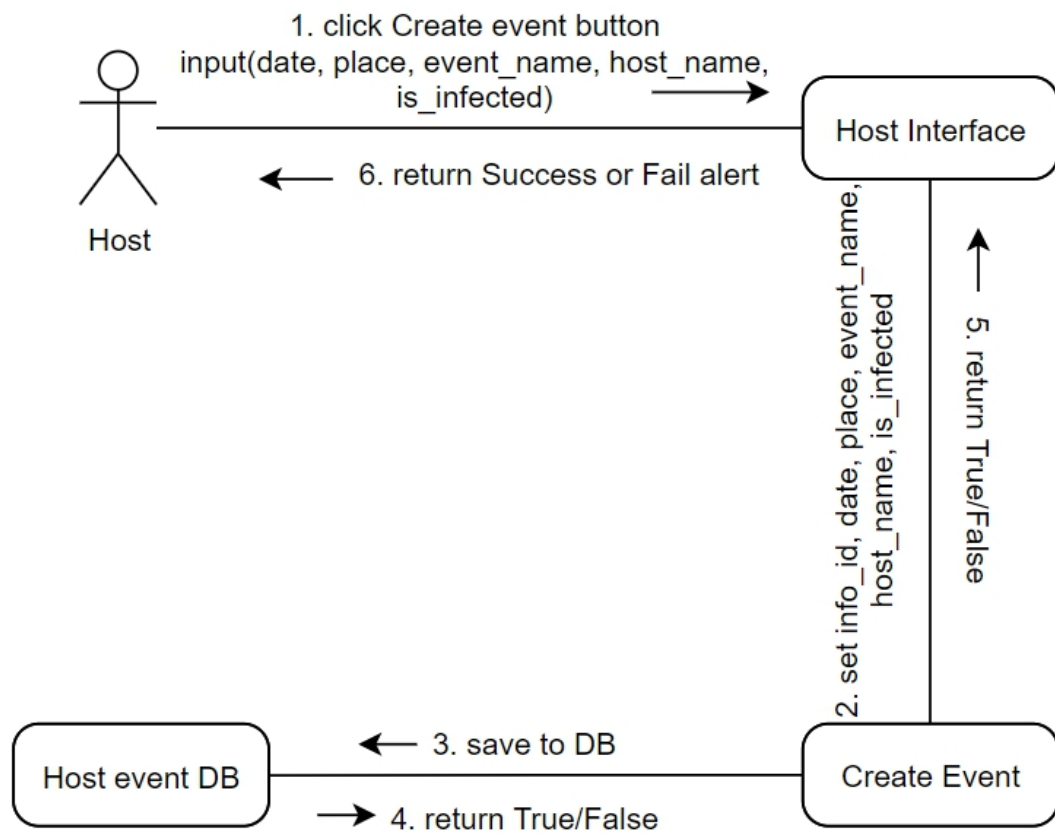 1. click Create event button
input(date, place, event_name, host_name,
is_infected)
Host Interface
6. return Success or Fail alert
Host
2. set info_id, date, place, event_name,
host_name, is_infected
5. return True/False
3. save to DB
Host event DB
Create Event
4. return True/False